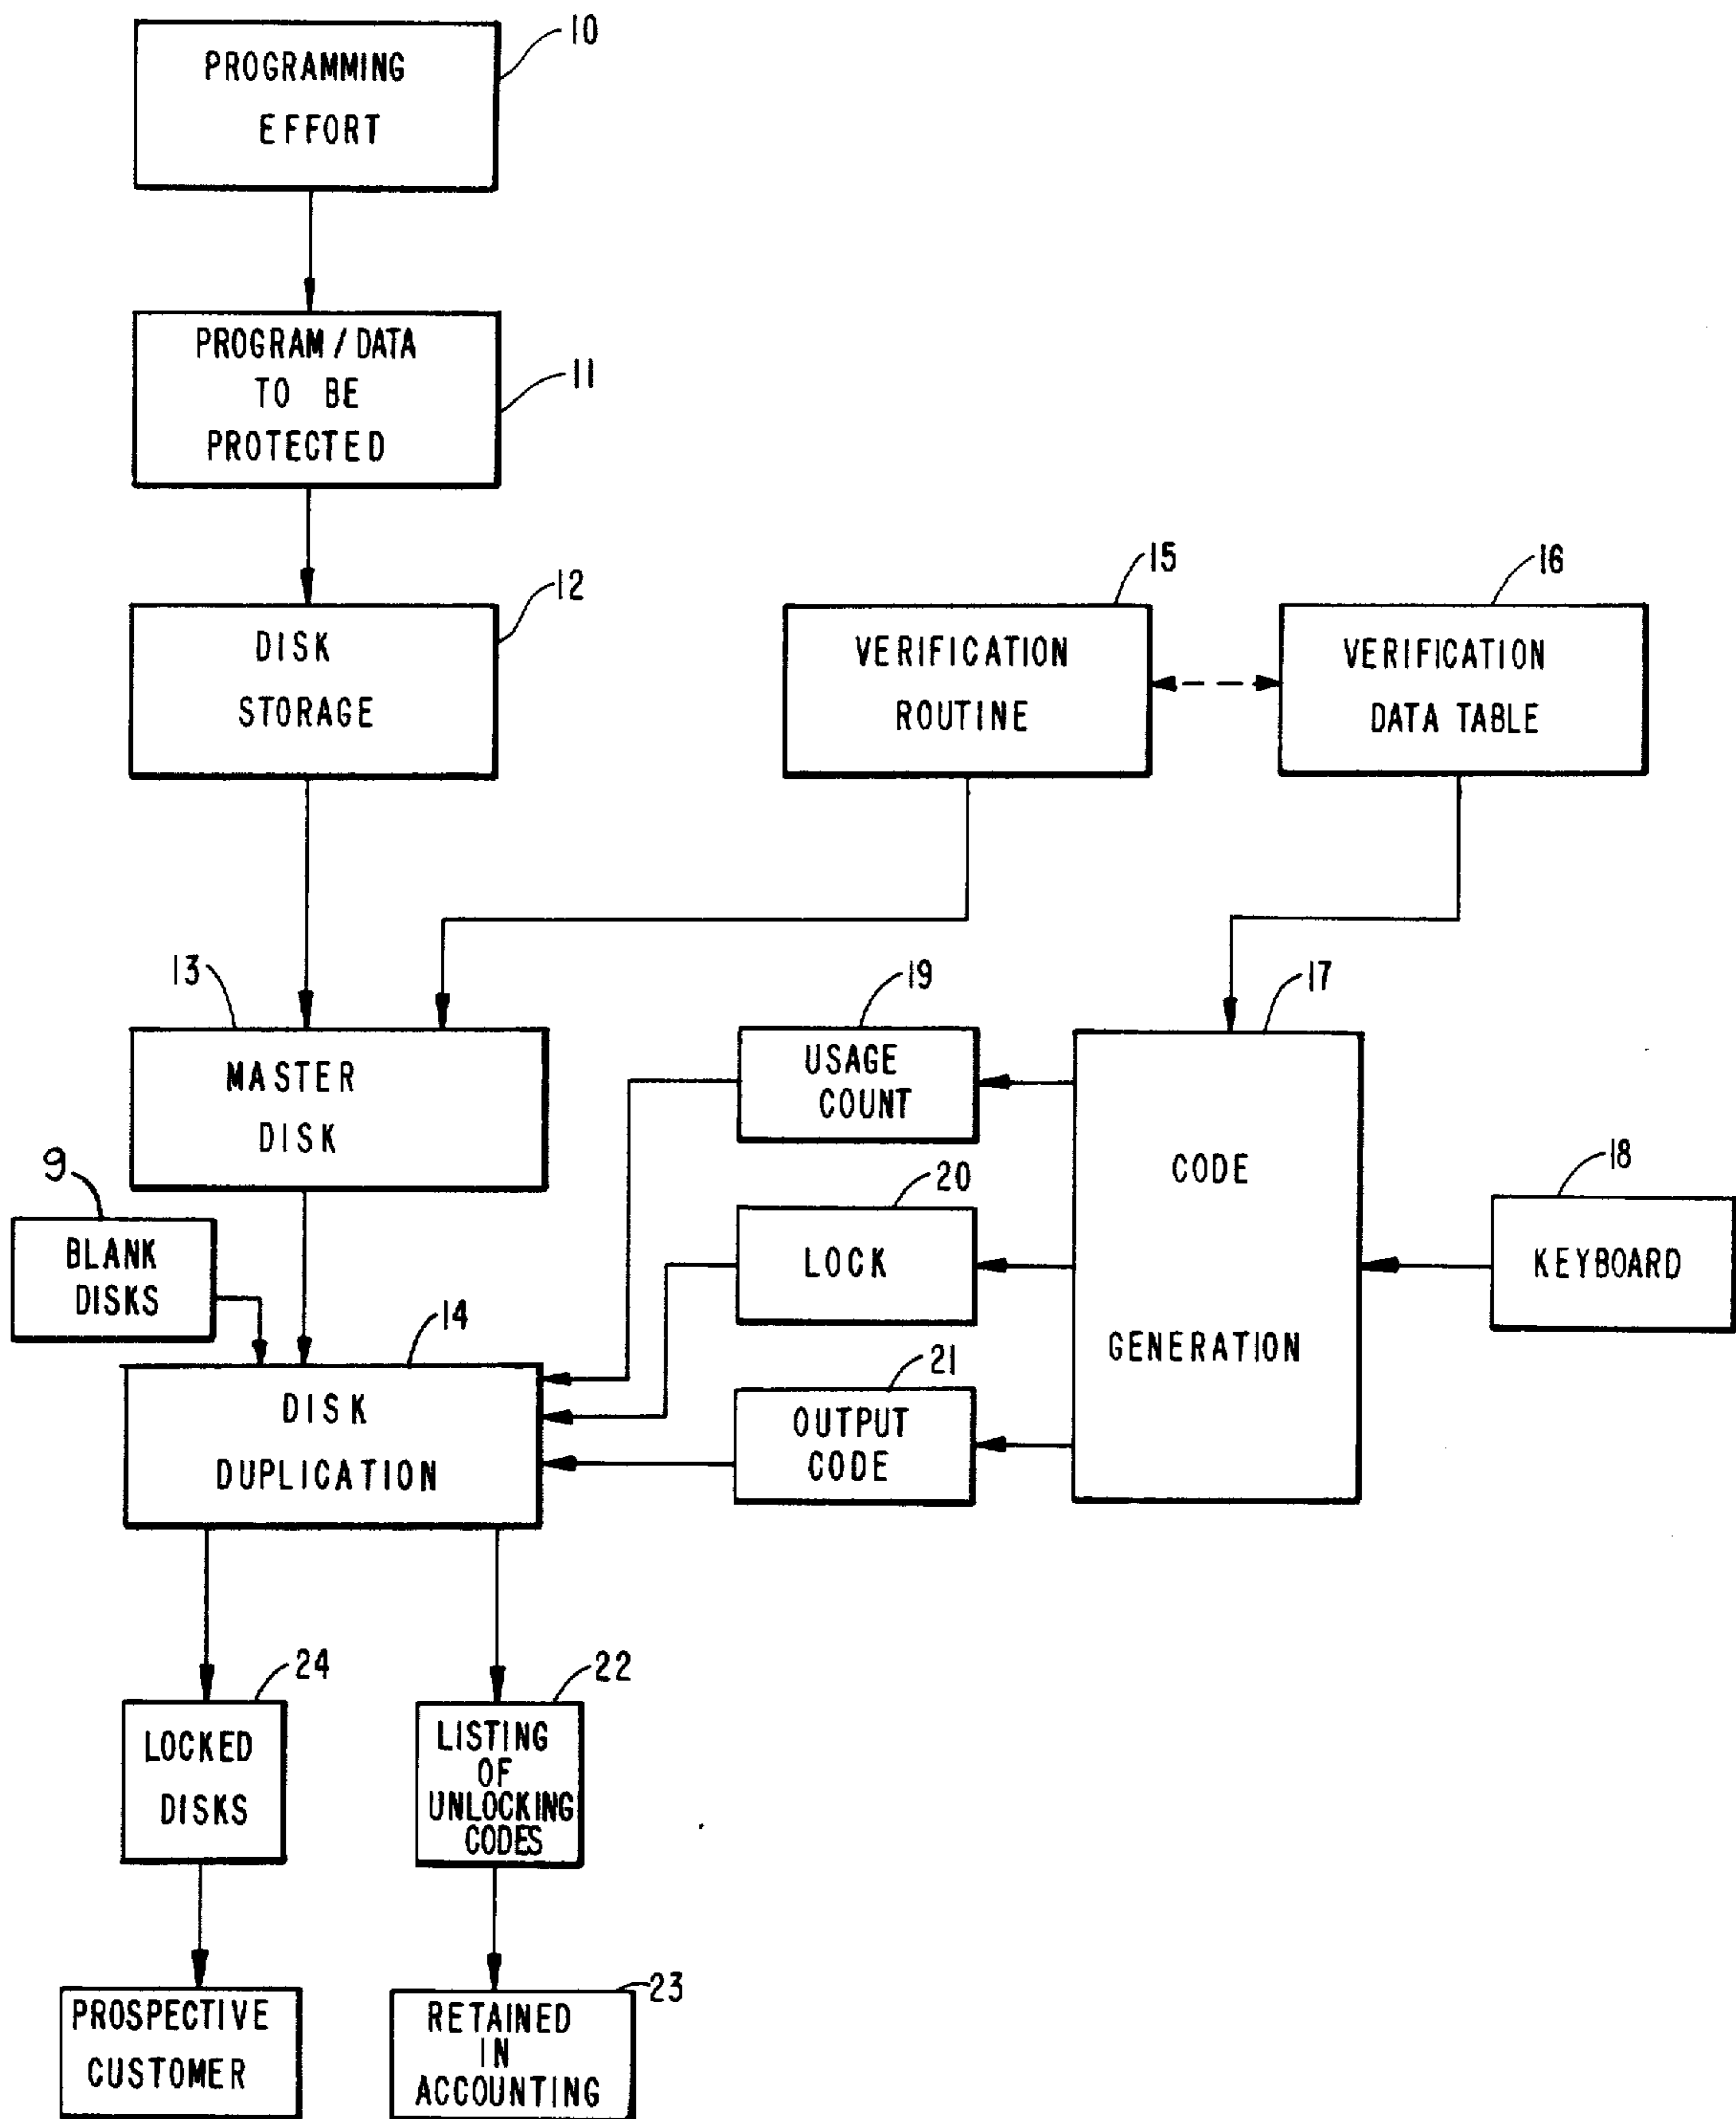 10
PROGRAMMING
EFFORT
PROGRAM / DATA
TO BE
PROTECTED
11
12
DISK
STORAGE
15
VERIFICATION
ROUTINE
16
VERIFICATION
DATA TABLE
13
MASTER
DISK
19
USAGE
COUNT
17
CODE
GENERATION
18
KEYBOARD
9
BLANK
DISKS
20
LOCK
14
DISK
DUPLICATION
21
OUTPUT
CODE
24
LOCKED
DISKS
22
LISTING
OF
UNLOCKING
CODES
PROSPECTIVE
CUSTOMER
23
RETAINED
IN
ACCOUNTING